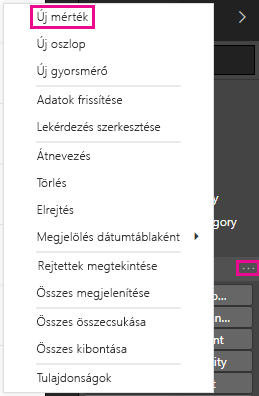 Új mérték
Új oszlop
Új gyorsmérő
Adatok frissítése
Lekérdezés szerkesztése
Átnevezés
Törlés
Elrejtés
Megjelölés dátumtáblaként
Rejtettek megtekintése
Összes megjelenítése
Összes összecsukása
Összes kibontása
Tulajdonságok